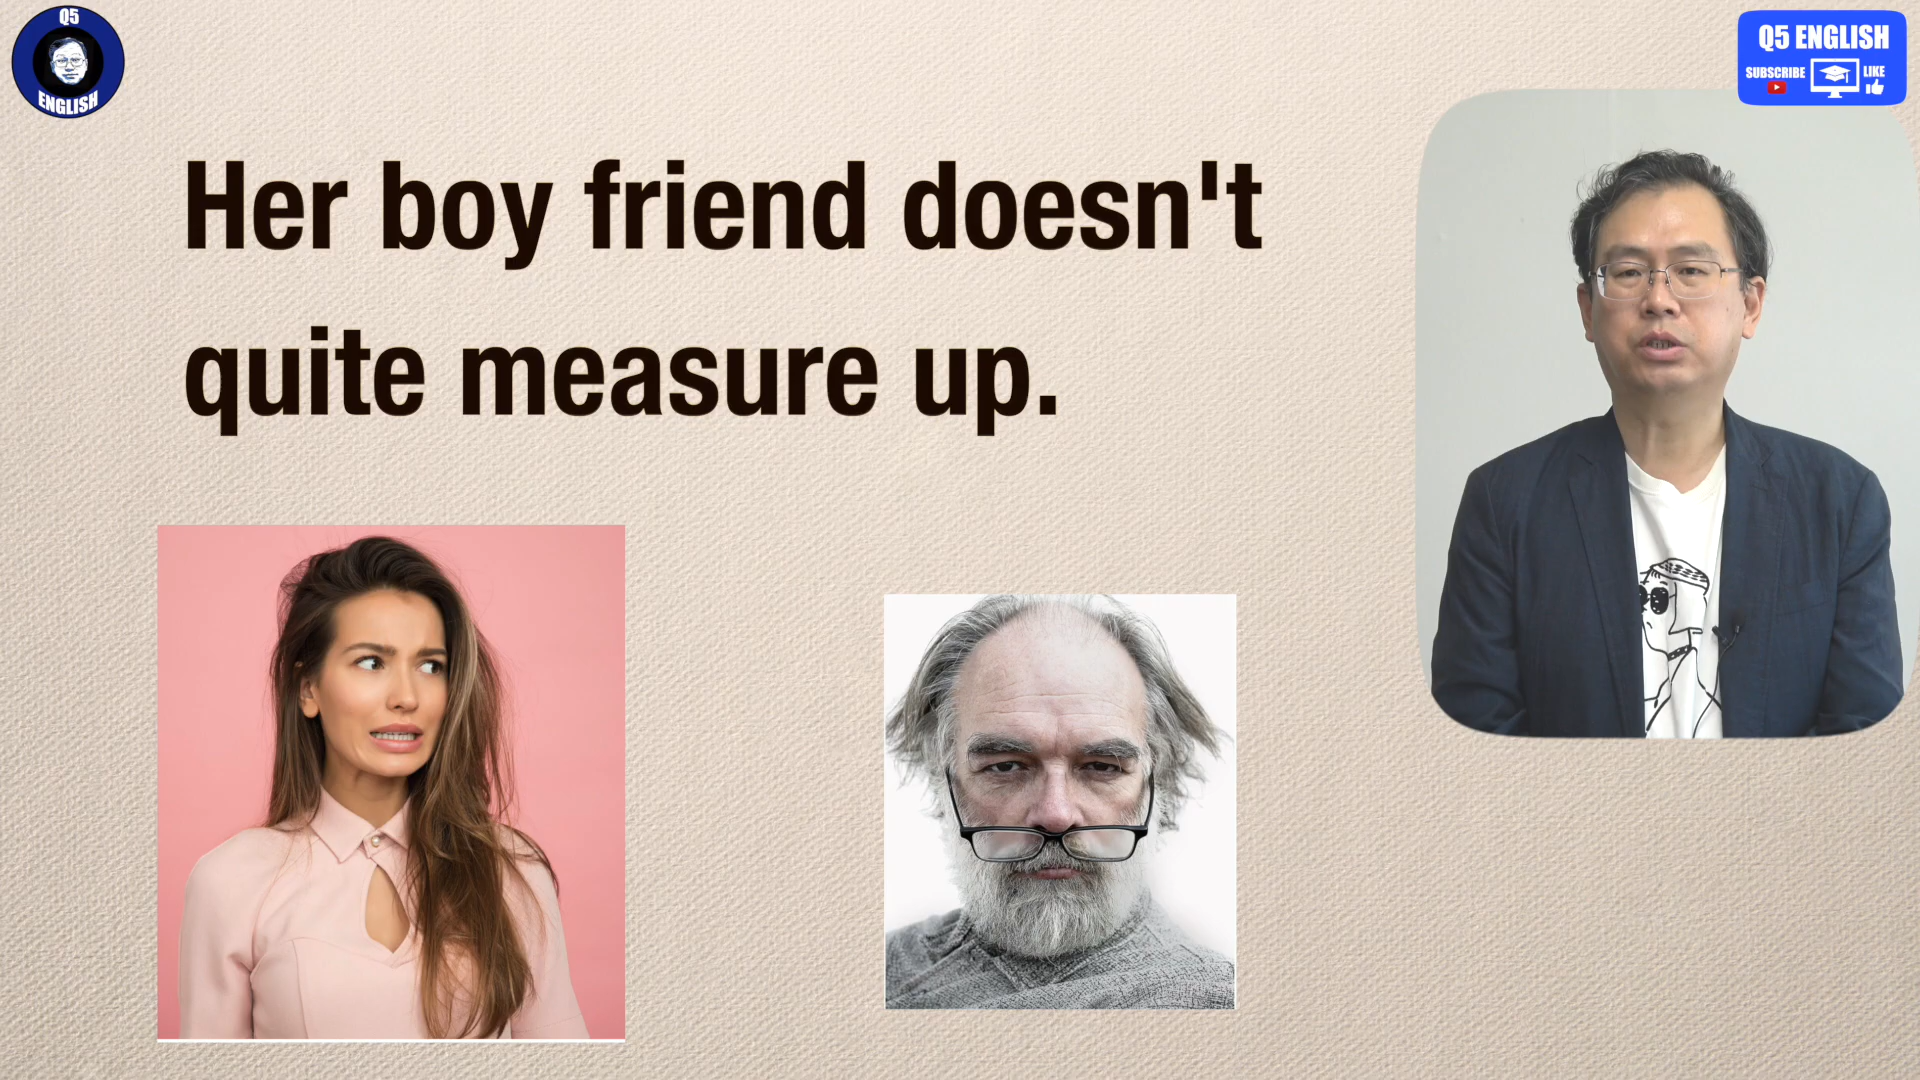 Q5
ENGLISH
Q5 ENGLISH
SUBSCRIBE LIKE
Her boy friend doesn't
quite measure up.